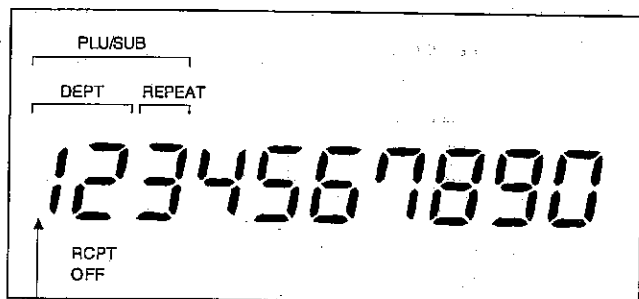 PLU/SUB
DEPT REPEAT
1234567890
RCPT
OFF